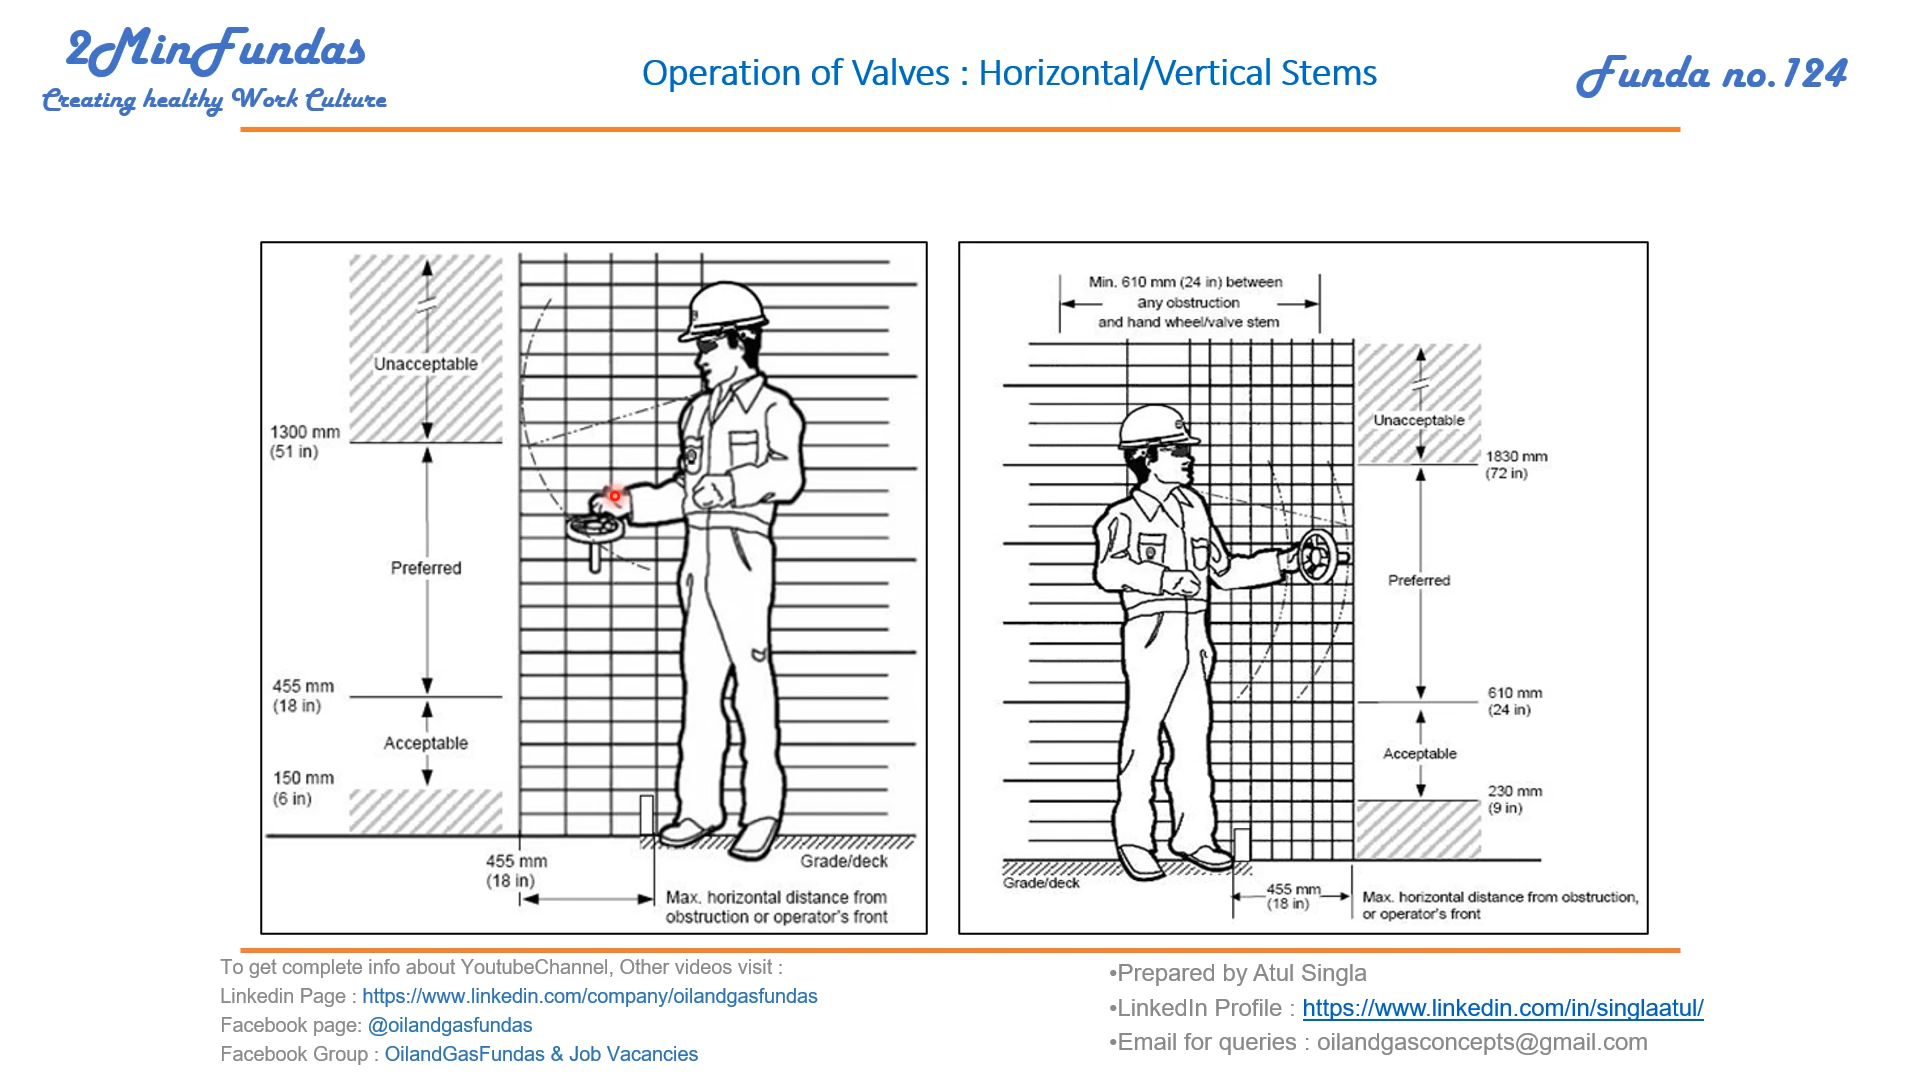 2MinFundas
Creating healthy Work Culture
Operation of Valves : Horizontal/Vertical Stems
Funda no.124
Unacceptable
1300 mm
(51 in)
Preferred
455 mm
(18 in)
Acceptable
150 mm
(6 in)
455 mm
(18 in)
Grade/deck
Max. horizontal distance from
obstruction or operator's front
Min. 610 mm (24 in) between
any obstruction
and hand wheel/valve stem
Unacceptable
1830 mm
(72 in)
Preferred
610 mm
(24 in)
Acceptable
230 mm
(9 in)
Grade/deck
455 mm
(18 in)
Max. horizontal distance from obstruction,
or operator's front
To get complete info about YoutubeChannel, Other videos visit :
Linkedin Page : https://www.linkedin.com/company/oilandgasfundas
Facebook page: @oilandgasfundas
Facebook Group : OilandGasFundas & Job Vacancies
•Prepared by Atul Singla
•LinkedIn Profile : https://www.linkedin.com/in/singlaatul/
•Email for queries : oilandgasconcepts@gmail.com